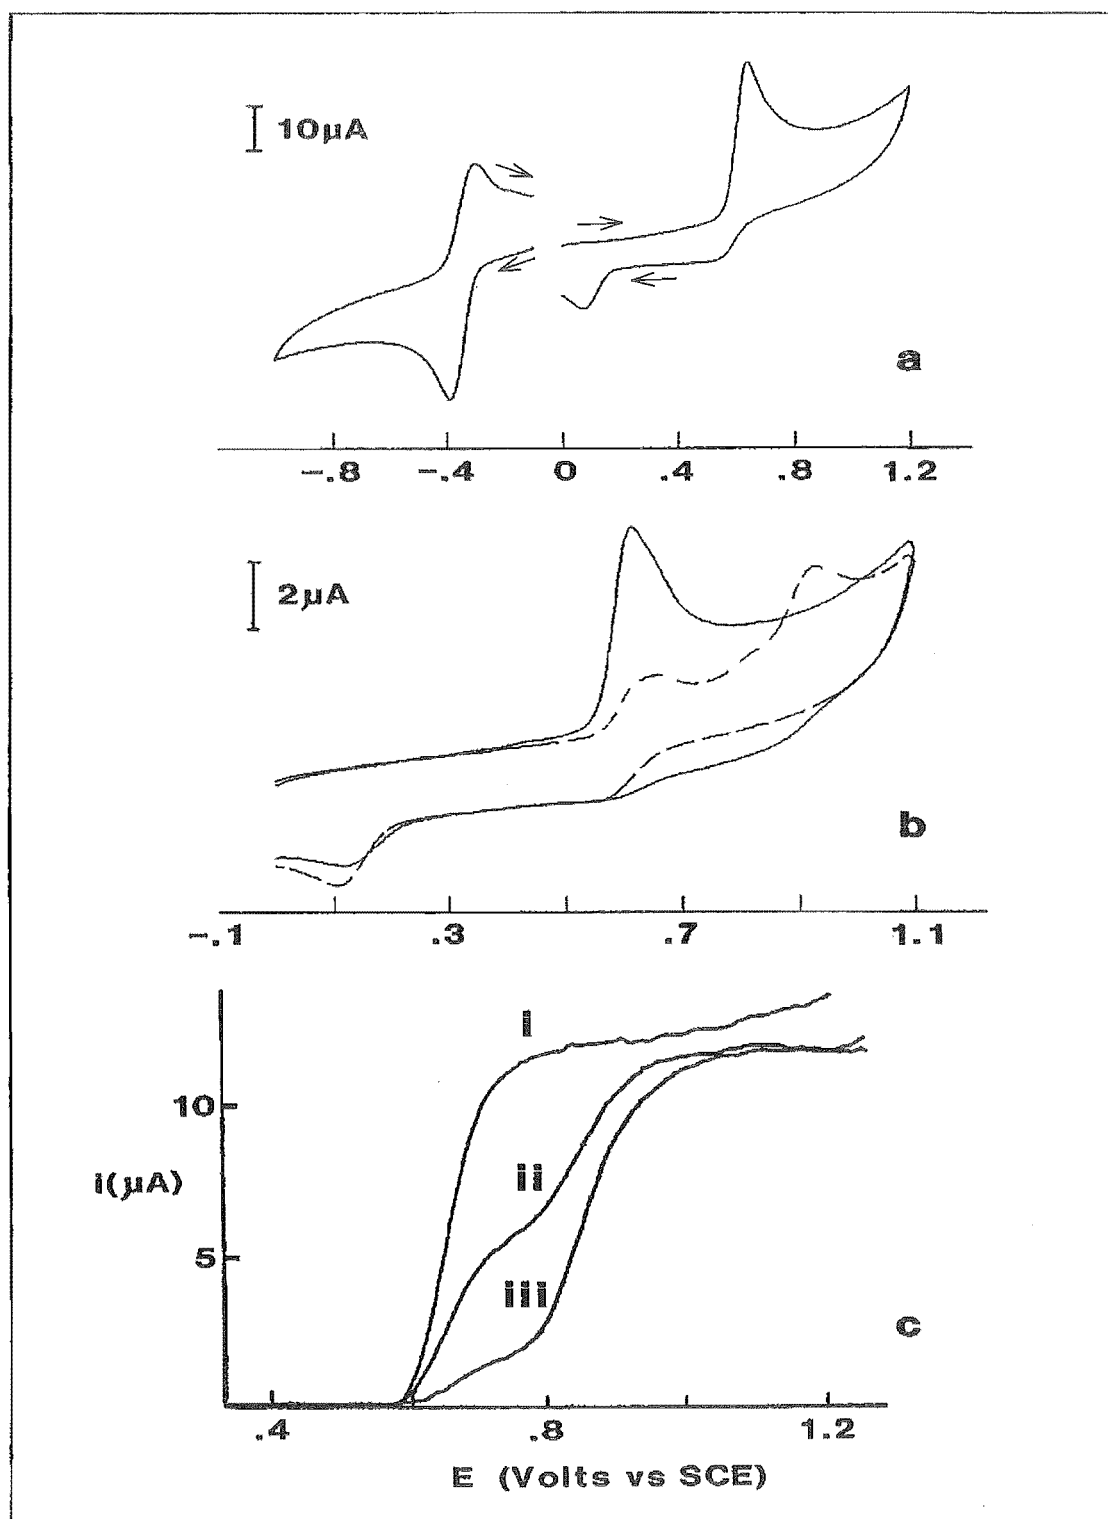 10µA
a
-.8 -.4 0 .4 .8 1.2
2µA
b
-.1 .3 .7 1.1
i
10
ii
i(µA)
5
iii
c
.4 .8 1.2
E (Volts vs SCE)